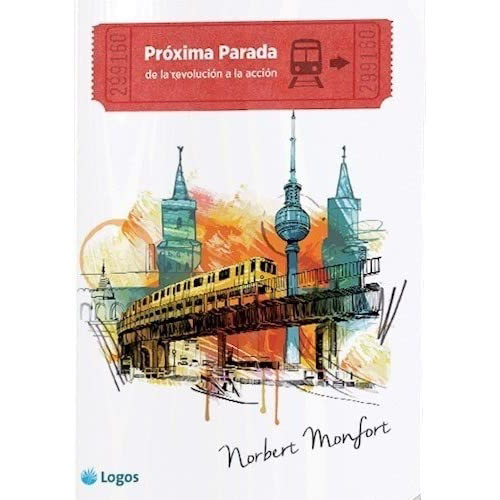 299160
Próxima Parada
de la revolución a la acción
299160
Norbert Monfort
Logos